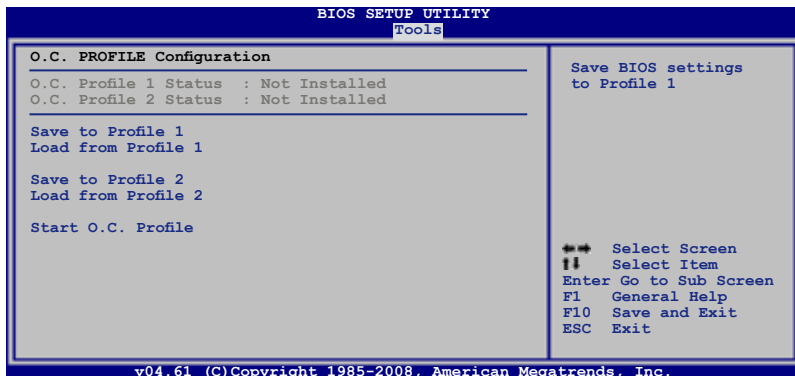 BIOS SETUP UTILITY
Tools
O.C. PROFILE Configuration
O.C. Profile 1 Status : Not Installed
O.C. Profile 2 Status : Not Installed
Save to Profile 1
Load from Profile 1
Save to Profile 2
Load from Profile 2
Start O.C. Profile
Save BIOS settings
to Profile 1
←→ Select Screen
↑↓ Select Item
Enter Go to Sub Screen
F1 General Help
F10 Save and Exit
ESC Exit
v04.61 (C)Copyright 1985-2008, American Megatrends, Inc.